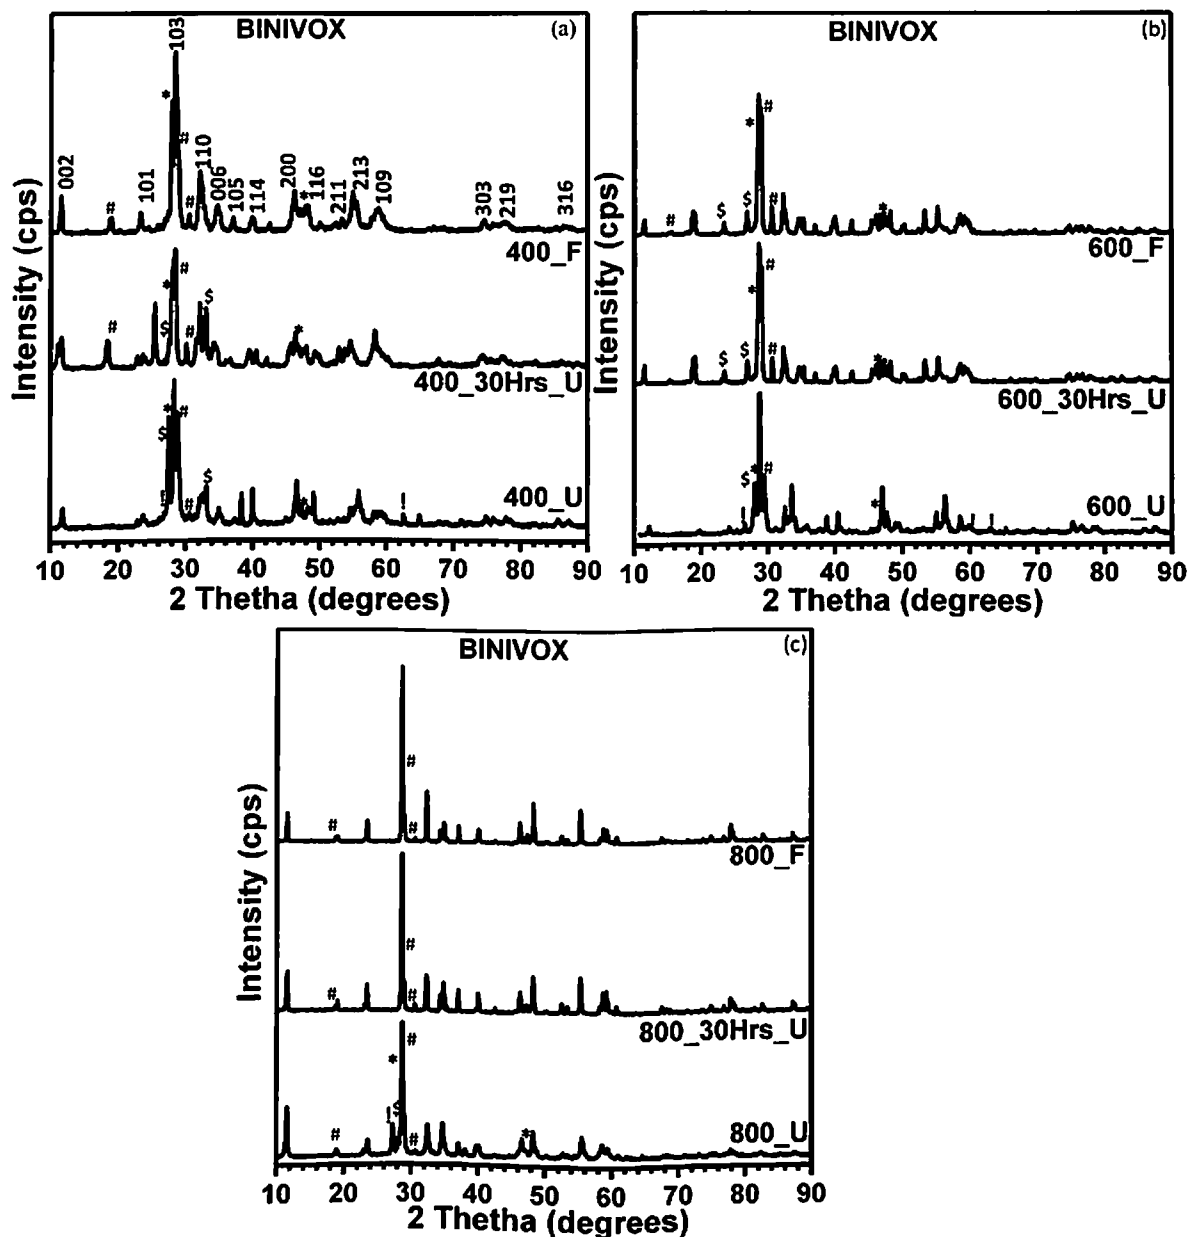 BINIVOX (a)
103
* #
002 # 101 # 110 006 105 114 200 * 116 211 213 109 303 219 316
400_F
# * $ # # $ *
400_30Hrs_U
! $ * # # $ * !
400_U
Intensity (cps)
10 20 30 40 50 60 70 80 90
2 Thetha (degrees)
BINIVOX (b)
# $ $ * # # *
600_F
$ $ * # # *
600_30Hrs_U
! $ * # * ! !
600_U
Intensity (cps)
10 20 30 40 50 60 70 80 90
2 Thetha (degrees)
BINIVOX (c)
# # #
800_F
# # #
800_30Hrs_U
# ! $ * # # *
800_U
Intensity (cps)
10 20 30 40 50 60 70 80 90
2 Thetha (degrees)